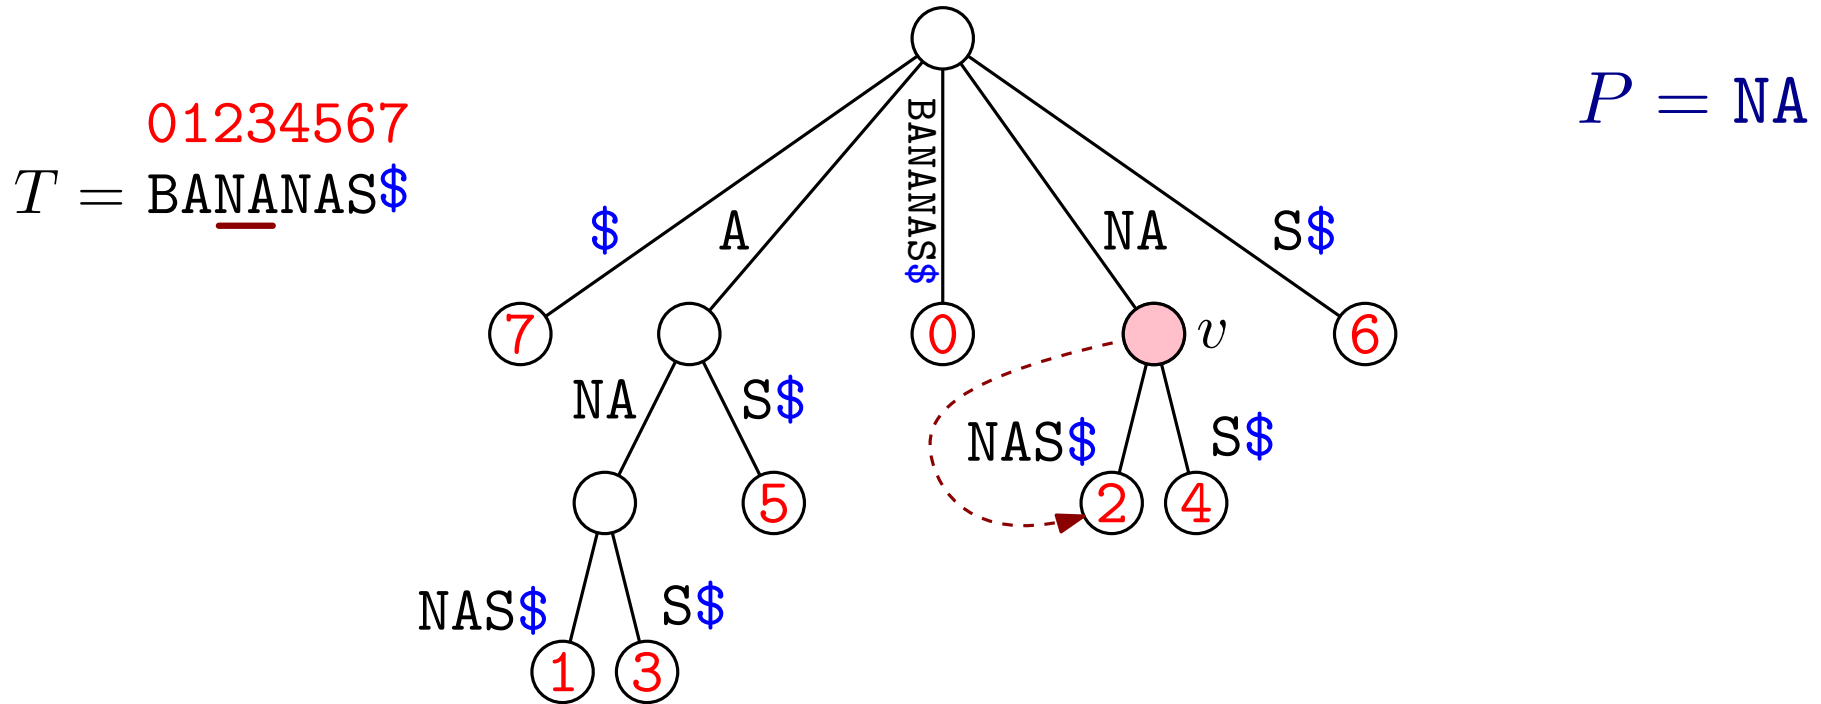 01234567
T = BANANAS$
P = NA
$
A
BANANAS$
NA
S$
7
0
v
6
NA
S$
NAS$
S$
5
2
4
NAS$
S$
1
3